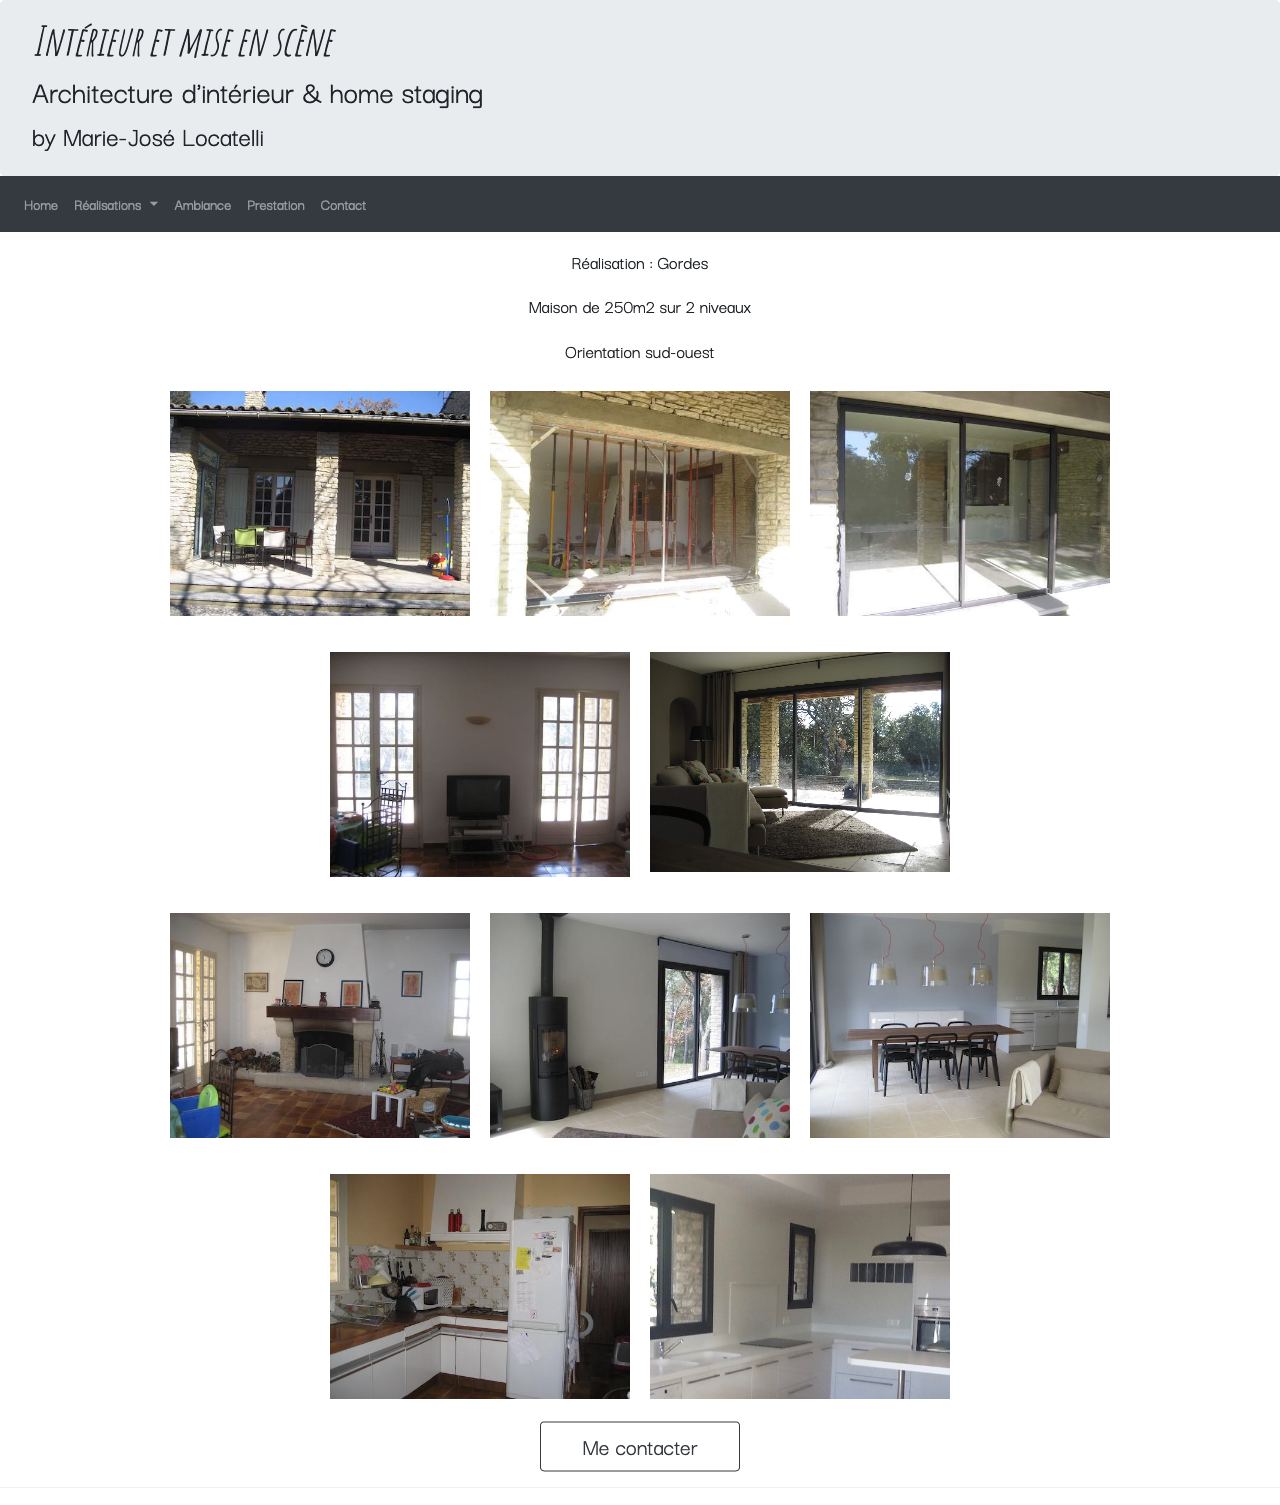 Intérieur et mise en scène
Architecture d'intérieur & home staging
by Marie-José Locatelli
Home Réalisations Ambiance Prestation Contact
Réalisation : Gordes
Maison de 250m2 sur 2 niveaux
Orientation sud-ouest
Me contacter